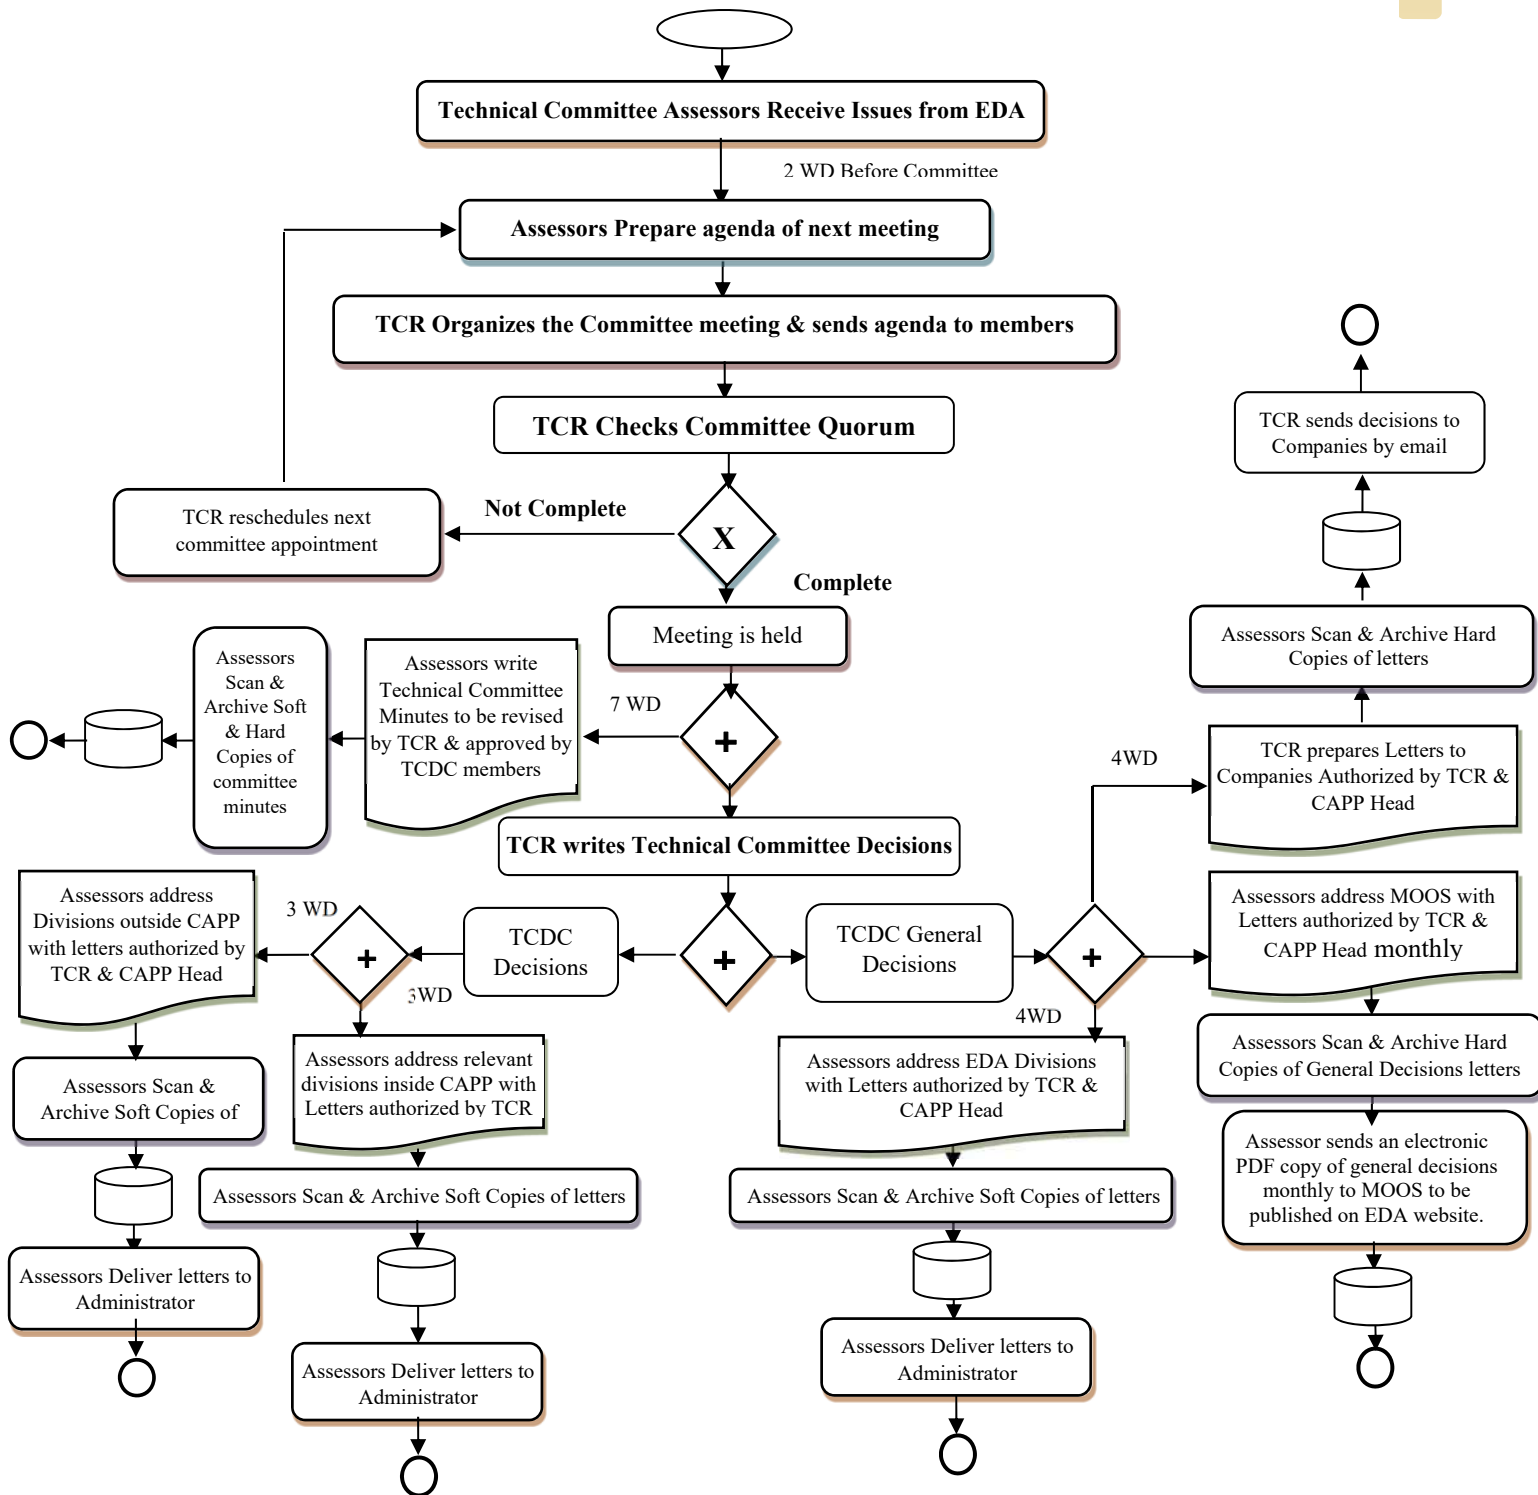 Technical Committee Assessors Receive Issues from EDA
2 WD Before Committee
Assessors Prepare agenda of next meeting
TCR Organizes the Committee meeting & sends agenda to members
TCR Checks Committee Quorum
X
Not Complete
TCR reschedules next
committee appointment
Complete
Meeting is held
+
7 WD
Assessors write
Technical Committee
Minutes to be revised
by TCR & approved by
TCDC members
Assessors
Scan &
Archive Soft
& Hard
Copies of
committee
minutes
TCR writes Technical Committee Decisions
+
TCDC
Decisions
+
3 WD
Assessors address
Divisions outside CAPP
with letters authorized by
TCR & CAPP Head
Assessors Scan &
Archive Soft Copies of
Assessors Deliver letters to
Administrator
3WD
Assessors address relevant
divisions inside CAPP with
Letters authorized by TCR
Assessors Scan & Archive Soft Copies of letters
Assessors Deliver letters to
Administrator
TCDC General
Decisions
+
4WD
Assessors address EDA Divisions
with Letters authorized by TCR &
CAPP Head
Assessors Scan & Archive Soft Copies of letters
Assessors Deliver letters to
Administrator
4WD
TCR prepares Letters to
Companies Authorized by TCR &
CAPP Head
Assessors Scan & Archive Hard
Copies of letters
TCR sends decisions to
Companies by email
Assessors address MOOS with
Letters authorized by TCR &
CAPP Head monthly
Assessors Scan & Archive Hard
Copies of General Decisions letters
Assessor sends an electronic
PDF copy of general decisions
monthly to MOOS to be
published on EDA website.